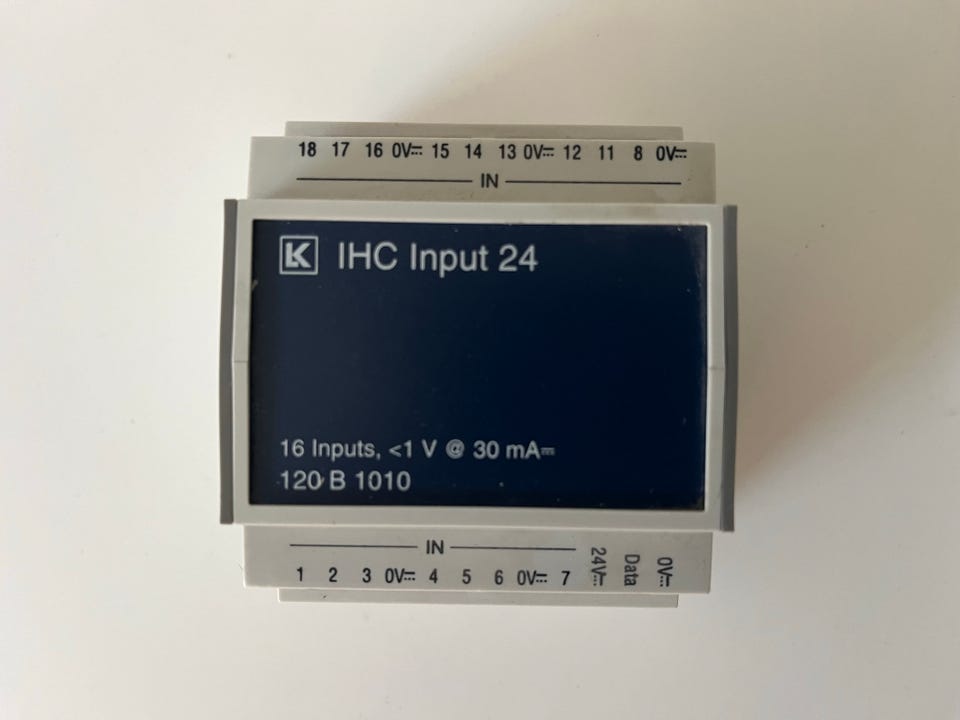 18 17 16 0V⎓ 15 14 13 0V⎓ 12 11 8 0V⎓
IN
LK IHC Input 24
16 Inputs, <1 V @ 30 mA⎓
120 B 1010
IN
1 2 3 0V⎓ 4 5 6 0V⎓ 7 24V⎓ Data 0V⎓